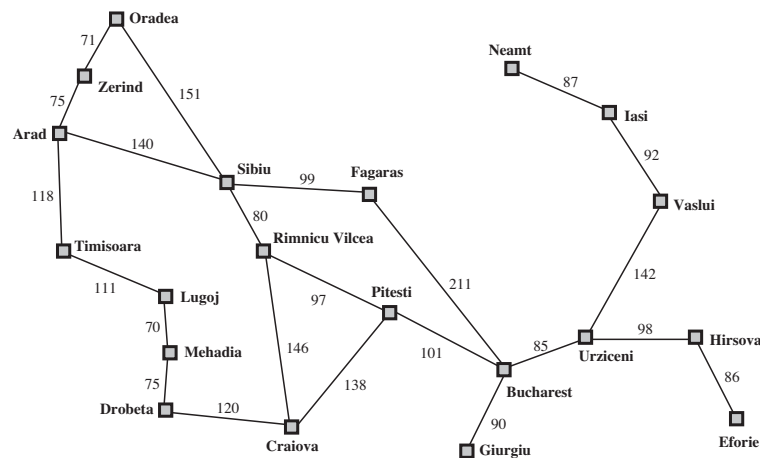 Oradea
71
Neamt
Zerind
87
151
75
Iasi
Arad
140
92
Sibiu
99
Fagaras
118
80
Vaslui
Timisoara
Rimnicu Vilcea
111
142
211
Lugoj
97
Pitesti
70
98
146
85
Hirsova
Mehadia
101
Urziceni
75
138
86
Bucharest
Drobeta
120
90
Craiova
Giurgiu
Eforie